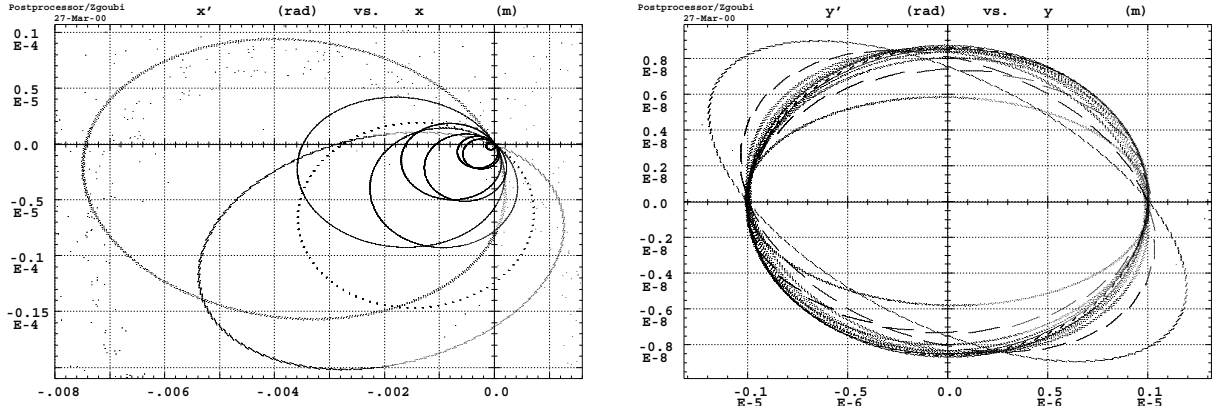 Postprocessor/Zgoubi
27-Mar-00
x' (rad) vs. x (m)
0.1
E-4
0.5
E-5
0.0
-0.5
E-5
-0.1
E-4
-0.15
E-4
-0.008 -0.006 -0.004 -0.002 0.0
Postprocessor/Zgoubi
27-Mar-00
y' (rad) vs. y (m)
0.8
E-8
0.6
E-8
0.4
E-8
0.2
E-8
0.0
-0.2
E-8
-0.4
E-8
-0.6
E-8
-0.8
E-8
-0.1 -0.5 0.0 0.5 0.1
E-5 E-6 E-6 E-5